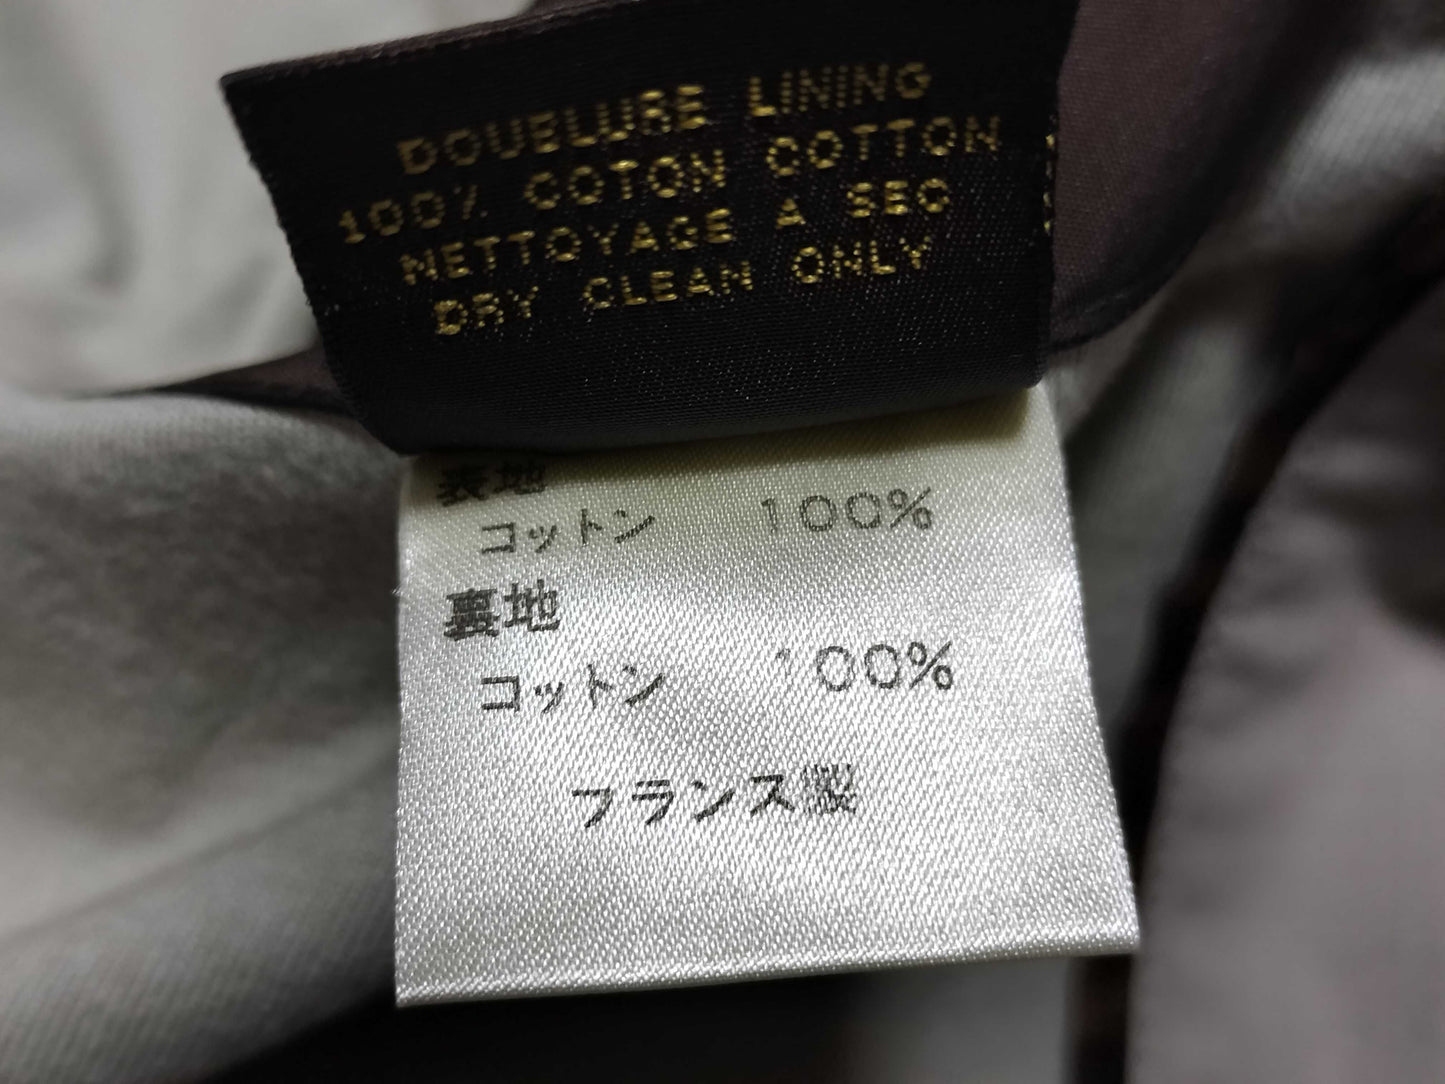 DOUBLURE LINING
100% COTON COTTON
NETTOYAGE A SEC
DRY CLEAN ONLY
表地
コットン 100%
裏地
コットン 100%
フランス製